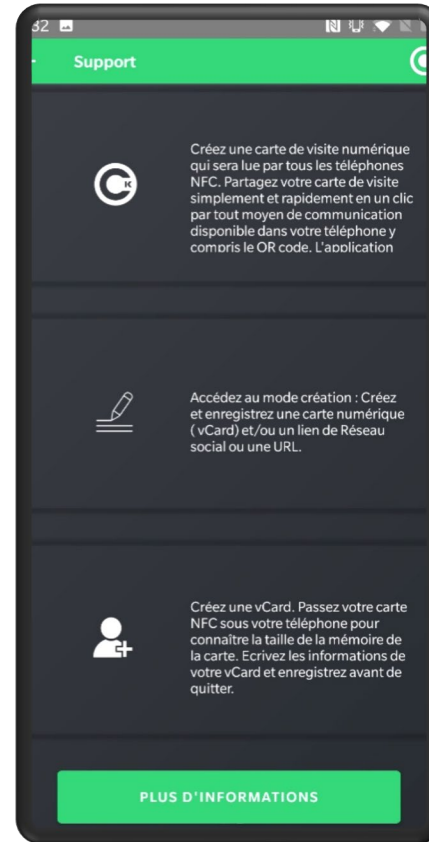 32
Support
Créez une carte de visite numérique
qui sera lue par tous les téléphones
NFC. Partagez votre carte de visite
simplement et rapidement en un clic
par tout moyen de communication
disponible dans votre téléphone y
compris le QR code. L'application
Accédez au mode création : Créez
et enregistrez une carte numérique
( vCard) et/ou un lien de Réseau
social ou une URL.
Créez une vCard. Passez votre carte
NFC sous votre téléphone pour
connaître la taille de la mémoire de
la carte. Ecrivez les informations de
votre vCard et enregistrez avant de
quitter.
PLUS D'INFORMATIONS